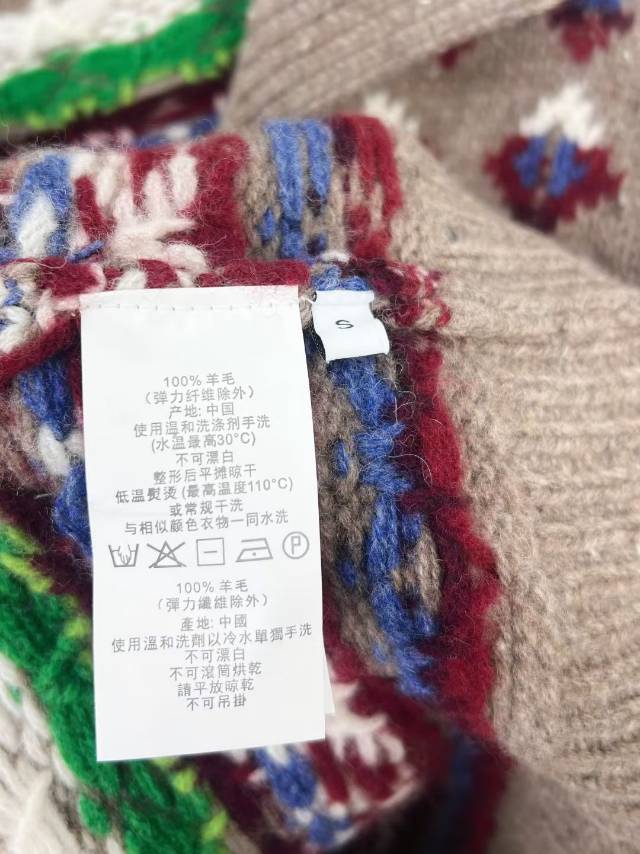 S
100% 羊毛
（弹力纤维除外）
产地: 中国
使用温和洗涤剂手洗
(水温最高30°C)
不可漂白
整形后平摊晾干
低温熨烫 (最高温度110°C)
或常规干洗
与相似颜色衣物一同水洗
P
100% 羊毛
（彈力纖維除外）
產地: 中國
使用溫和洗劑以冷水單獨手洗
不可漂白
不可滾筒烘乾
請平放晾乾
不可吊掛